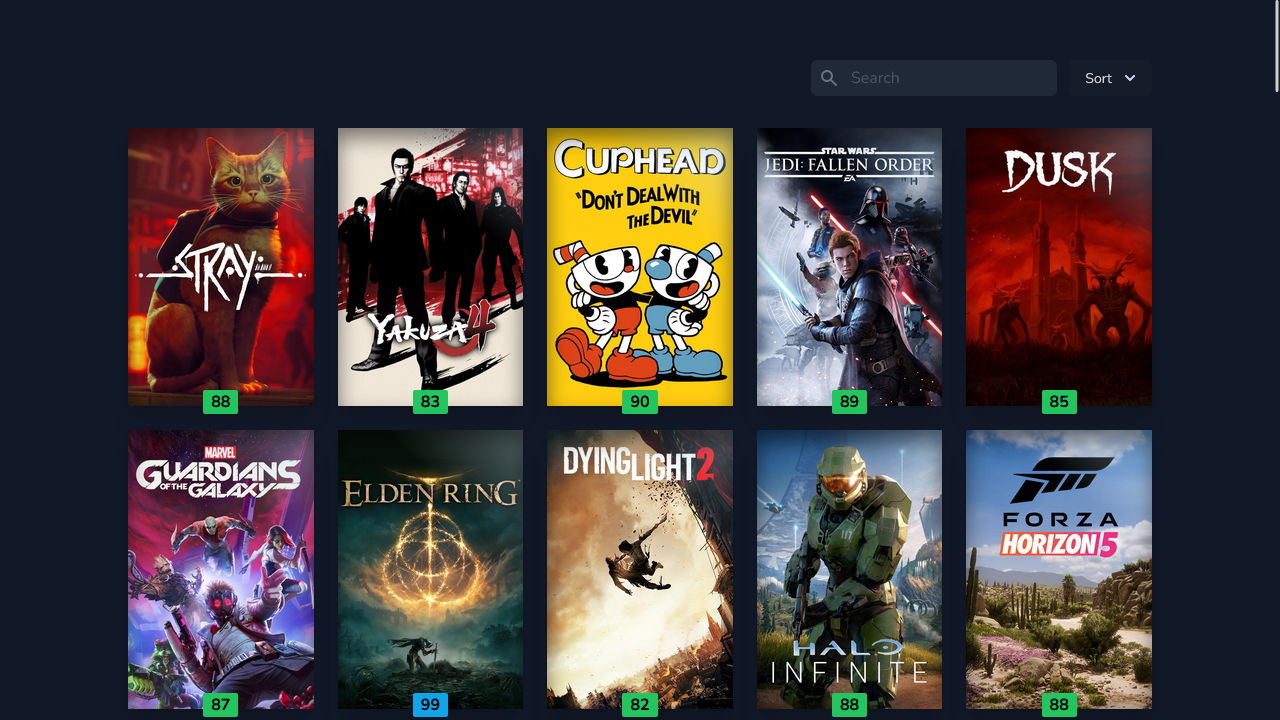 Search
Sort
STRAY
YAKUZA 4
CUPHEAD
"DON'T DEAL WITH
THE DEVIL"
STAR WARS
JEDI: FALLEN ORDER
EA
DUSK
88
83
90
89
85
MARVEL
GUARDIANS
OF THE GALAXY
ELDEN RING
DYING LIGHT 2
HALO
INFINITE
FORZA
HORIZON 5
87
99
82
88
88